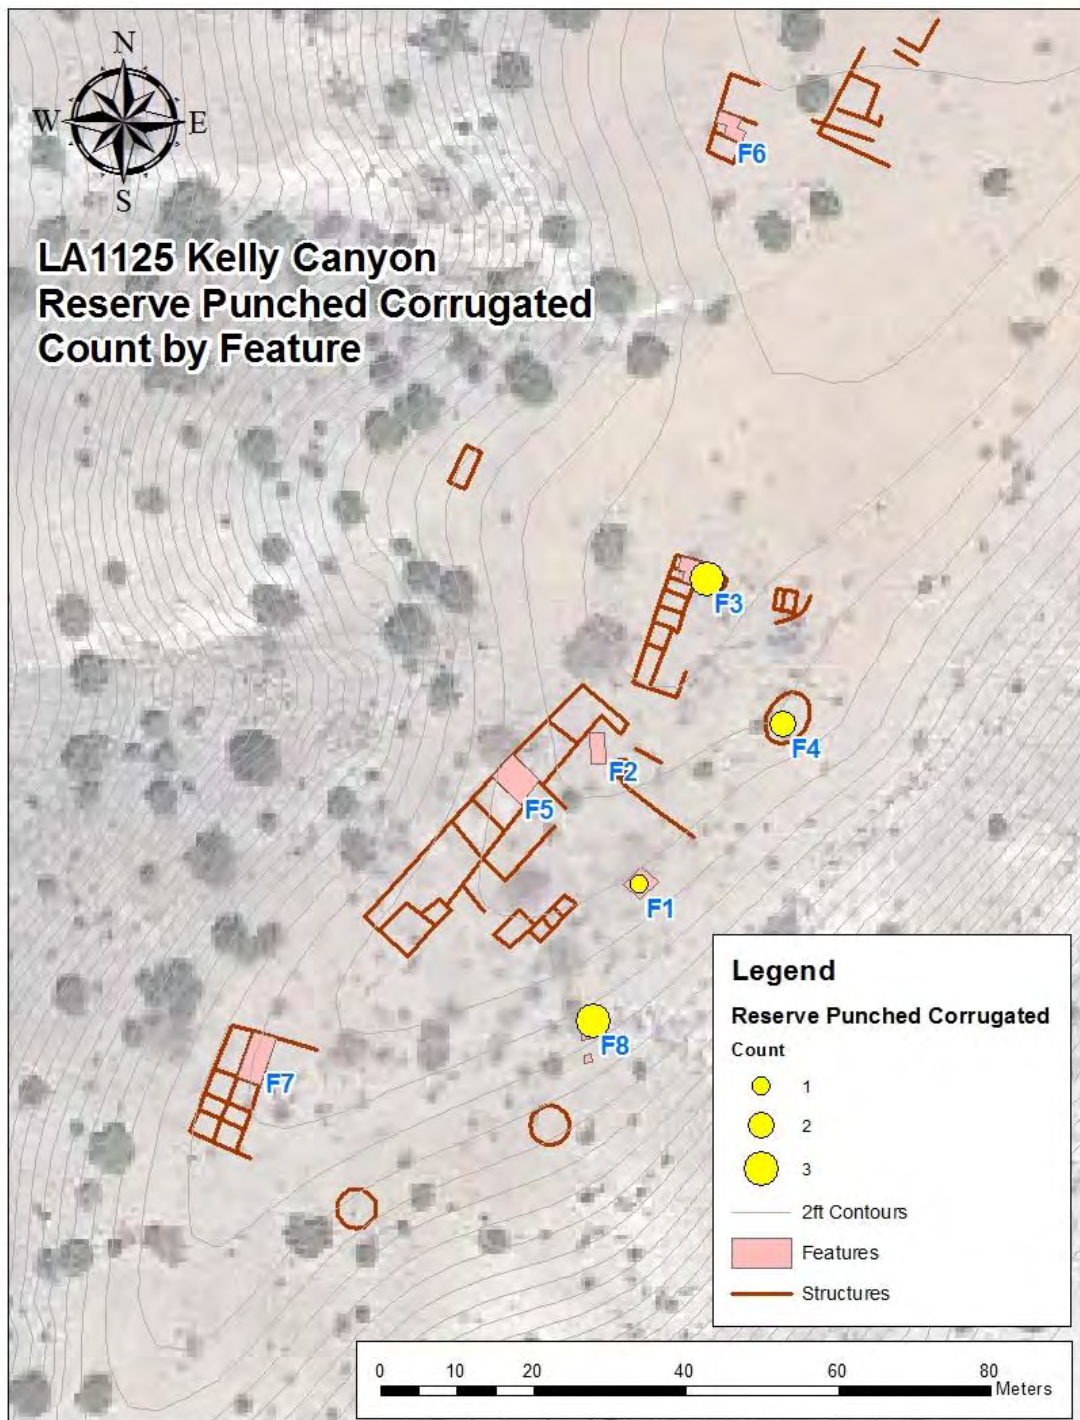 N
W E
S
LA1125 Kelly Canyon
Reserve Punched Corrugated
Count by Feature
F6
F3
F4
F2
F5
F1
F8
F7
Legend
Reserve Punched Corrugated
Count
1
2
3
2ft Contours
Features
Structures
0 10 20 40 60 80
Meters